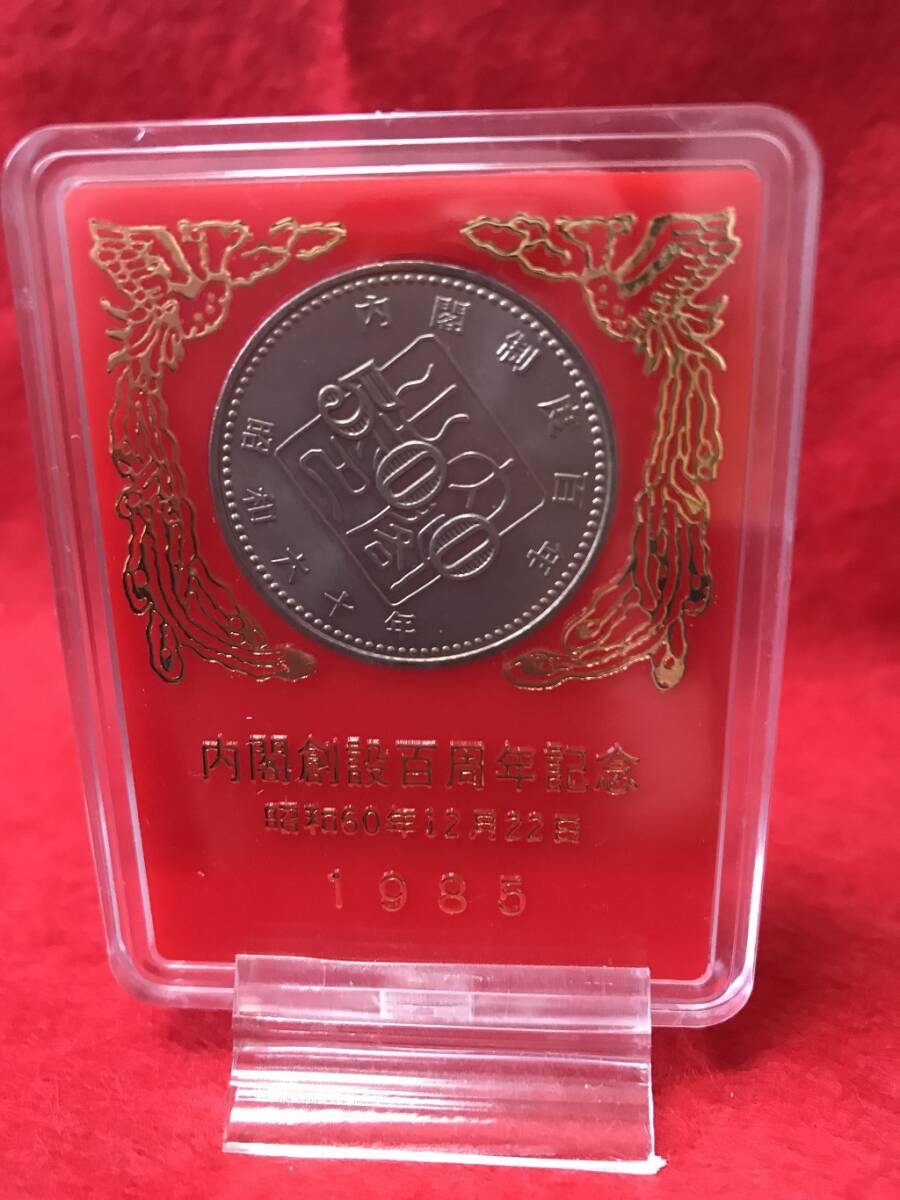 内閣制度百年
500
昭和六十年
内閣創設百周年記念
昭和60年12月22日
1985